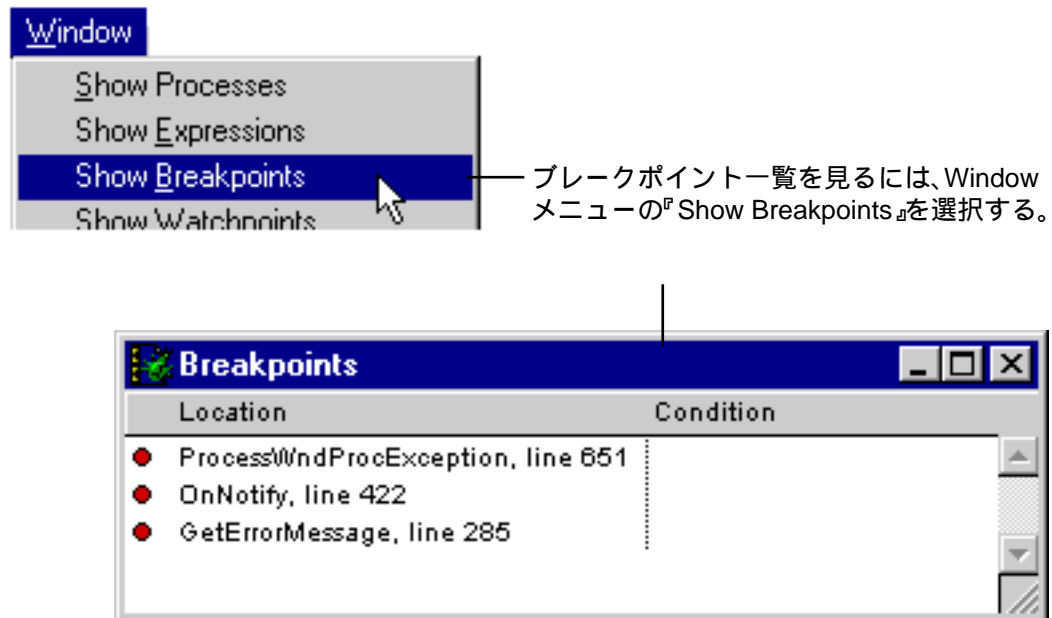 Window
Show Processes
Show Expressions
Show Breakpoints
Show Watchpoints
ブレークポイント一覧を見るには、Window
メニューの『Show Breakpoints』を選択する。
Breakpoints
Location Condition
ProcessWndProcException, line 651
OnNotify, line 422
GetErrorMessage, line 285